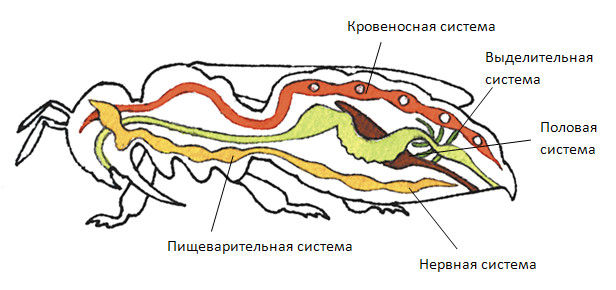 Кровеносная система
Выделительная
система
Половая
система
Пищеварительная система
Нервная система